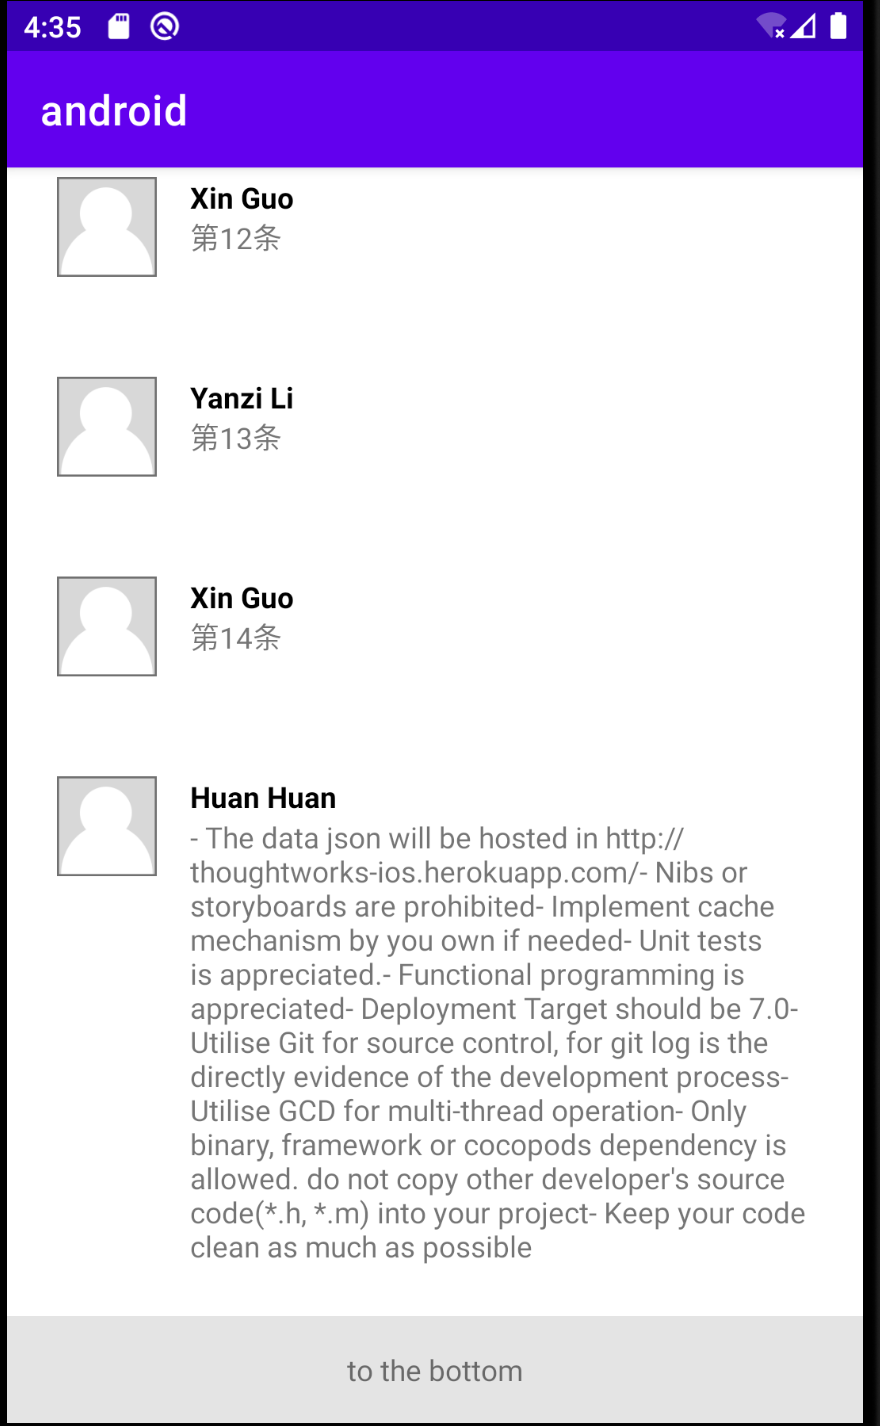 4:35
android
Xin Guo
第12条
Yanzi Li
第13条
Xin Guo
第14条
Huan Huan
- The data json will be hosted in http://
thoughtworks-ios.herokuapp.com/- Nibs or
storyboards are prohibited- Implement cache
mechanism by you own if needed- Unit tests
is appreciated.- Functional programming is
appreciated- Deployment Target should be 7.0-
Utilise Git for source control, for git log is the
directly evidence of the development process-
Utilise GCD for multi-thread operation- Only
binary, framework or cocopods dependency is
allowed. do not copy other developer's source
code(*.h, *.m) into your project- Keep your code
clean as much as possible
to the bottom